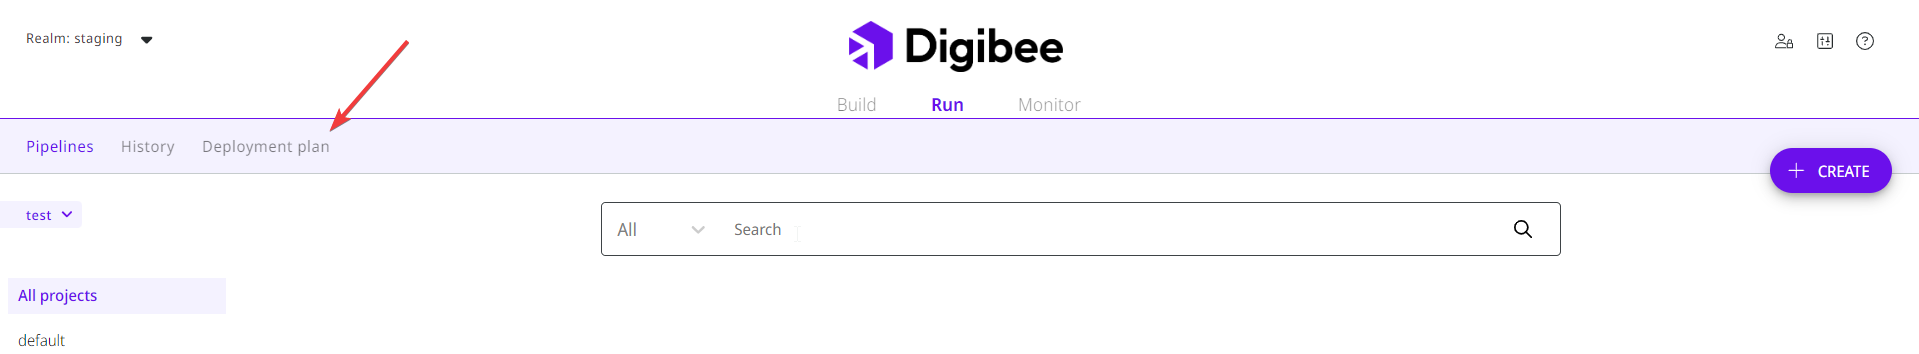 Realm: staging
Digibee
Build Run Monitor
Pipelines History Deployment plan
CREATE
test
All Search
All projects
default